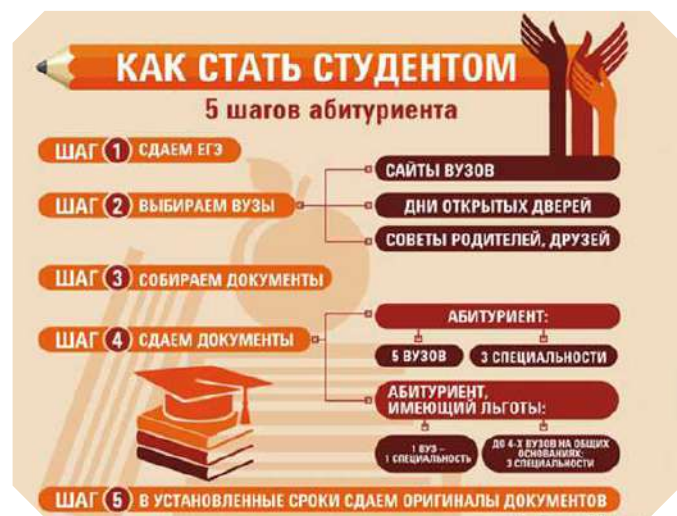 КАК СТАТЬ СТУДЕНТОМ
5 шагов абитуриента
ШАГ 1 СДАЕМ ЕГЭ
ШАГ 2 ВЫБИРАЕМ ВУЗЫ
САЙТЫ ВУЗОВ
ДНИ ОТКРЫТЫХ ДВЕРЕЙ
СОВЕТЫ РОДИТЕЛЕЙ, ДРУЗЕЙ
ШАГ 3 СОБИРАЕМ ДОКУМЕНТЫ
ШАГ 4 СДАЕМ ДОКУМЕНТЫ
АБИТУРИЕНТ:
5 ВУЗОВ
3 СПЕЦИАЛЬНОСТИ
АБИТУРИЕНТ,
ИМЕЮЩИЙ ЛЬГОТЫ:
1 ВУЗ –
1 СПЕЦИАЛЬНОСТЬ
ДО 4-Х ВУЗОВ НА ОБЩИХ
ОСНОВАНИЯХ:
3 СПЕЦИАЛЬНОСТИ
ШАГ 5 В УСТАНОВЛЕННЫЕ СРОКИ СДАЕМ ОРИГИНАЛЫ ДОКУМЕНТОВ